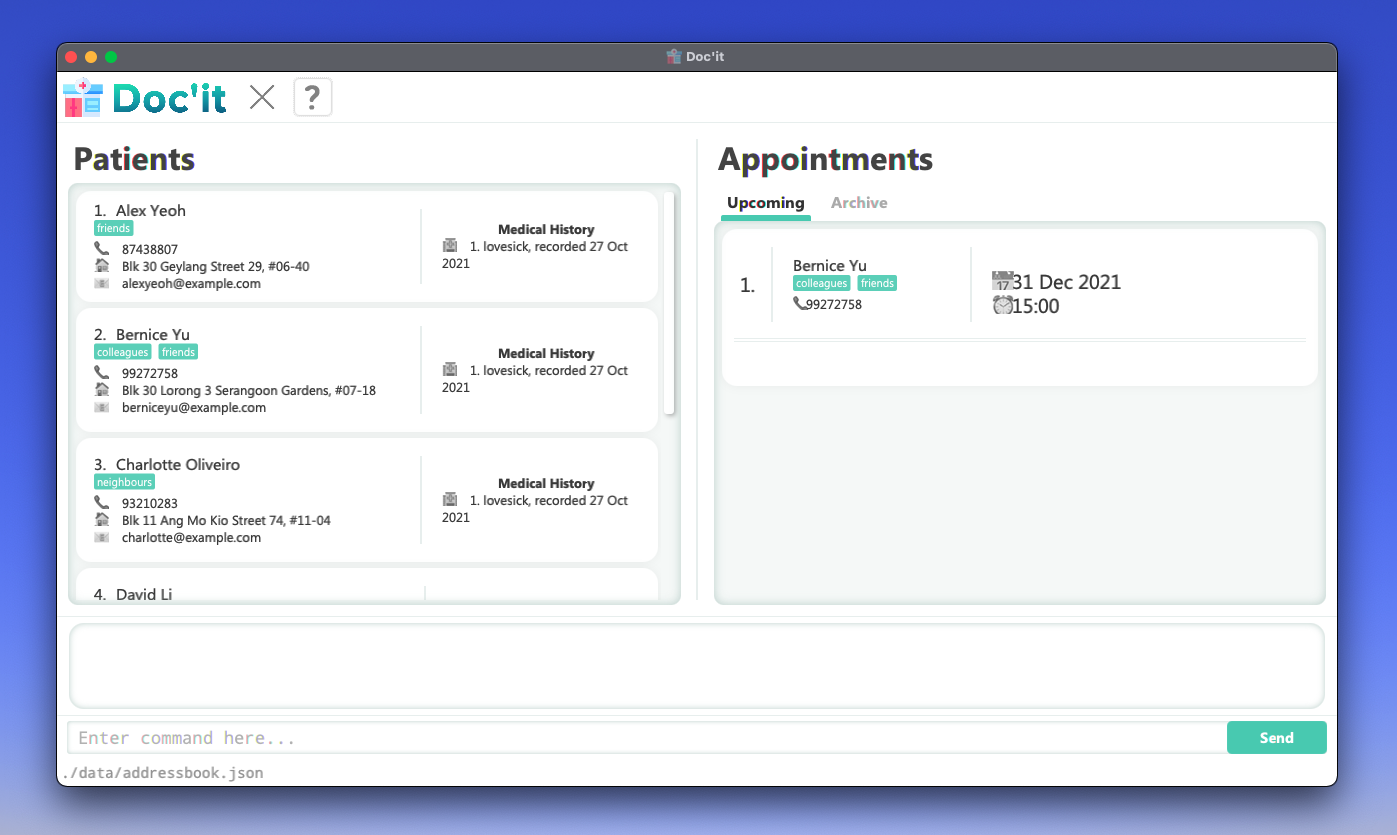 Doc'it
Doc'it
?
Patients
1. Alex Yeoh
friends
87438807
Blk 30 Geylang Street 29, #06-40
alexyeoh@example.com
Medical History
1. lovesick, recorded 27 Oct
2021
2. Bernice Yu
colleagues friends
99272758
Blk 30 Lorong 3 Serangoon Gardens, #07-18
berniceyu@example.com
Medical History
1. lovesick, recorded 27 Oct
2021
3. Charlotte Oliveiro
neighbours
93210283
Blk 11 Ang Mo Kio Street 74, #11-04
charlotte@example.com
Medical History
1. lovesick, recorded 27 Oct
2021
4. David Li
Appointments
Upcoming Archive
1.
Bernice Yu
colleagues friends
99272758
17 31 Dec 2021
15:00
Enter command here...
Send
./data/addressbook.json